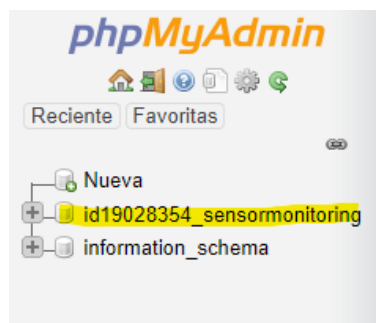 phpMyAdmin
Reciente Favoritas
Nueva
id19028354_sensormonitoring
information_schema